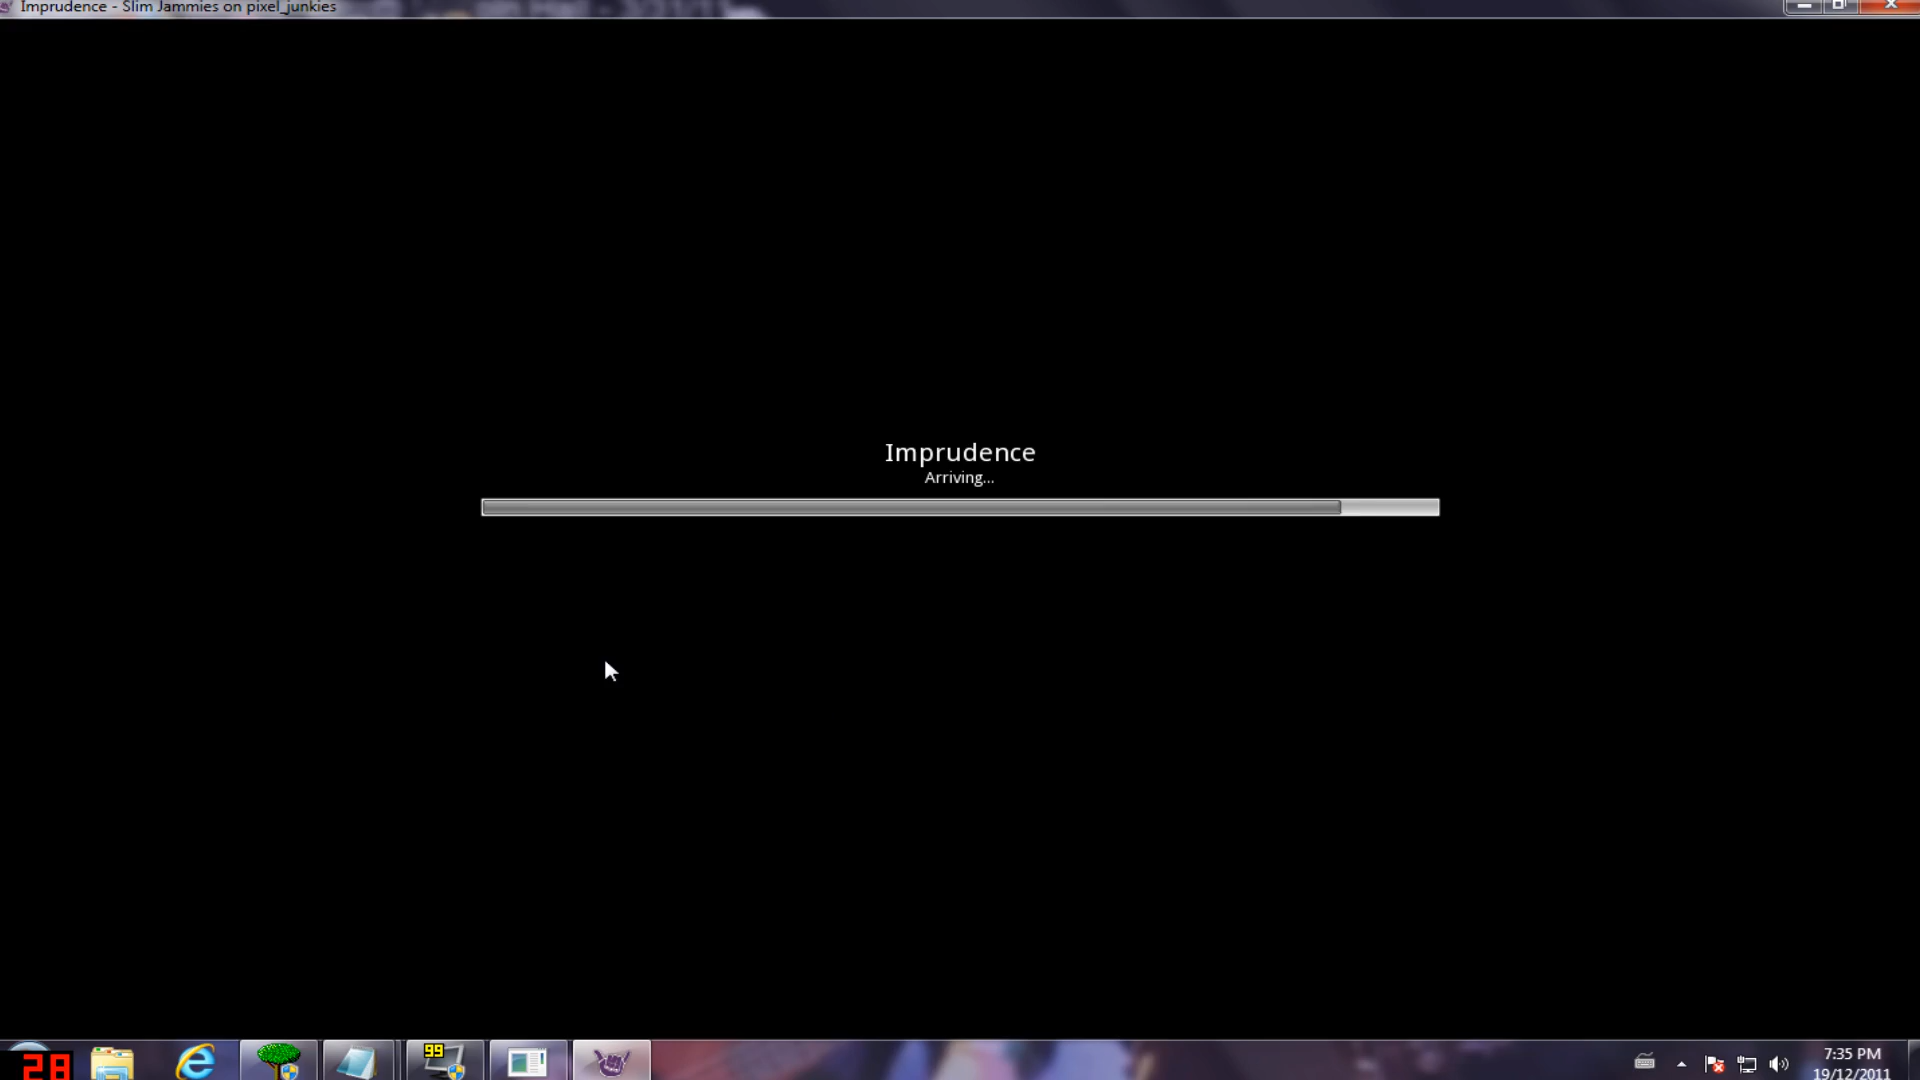 Imprudence - Slim Jammies on pixel_junkies
Imprudence
Arriving...
28
99
7:35 PM
19/12/2011